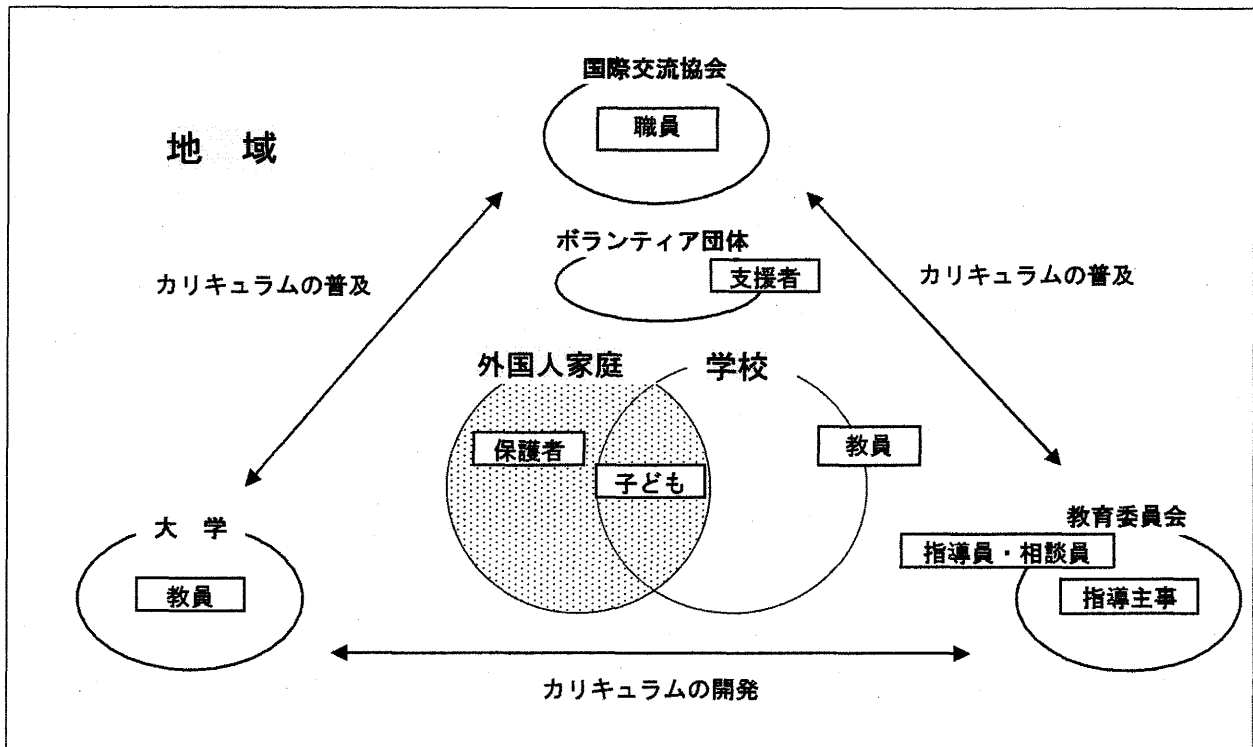 国際交流協会
職員
地 域
ボランティア団体
支援者
カリキュラムの普及
カリキュラムの普及
外国人家庭
学校
保護者
教員
子ども
大 学
教員
教育委員会
指導員・相談員
指導主事
カリキュラムの開発